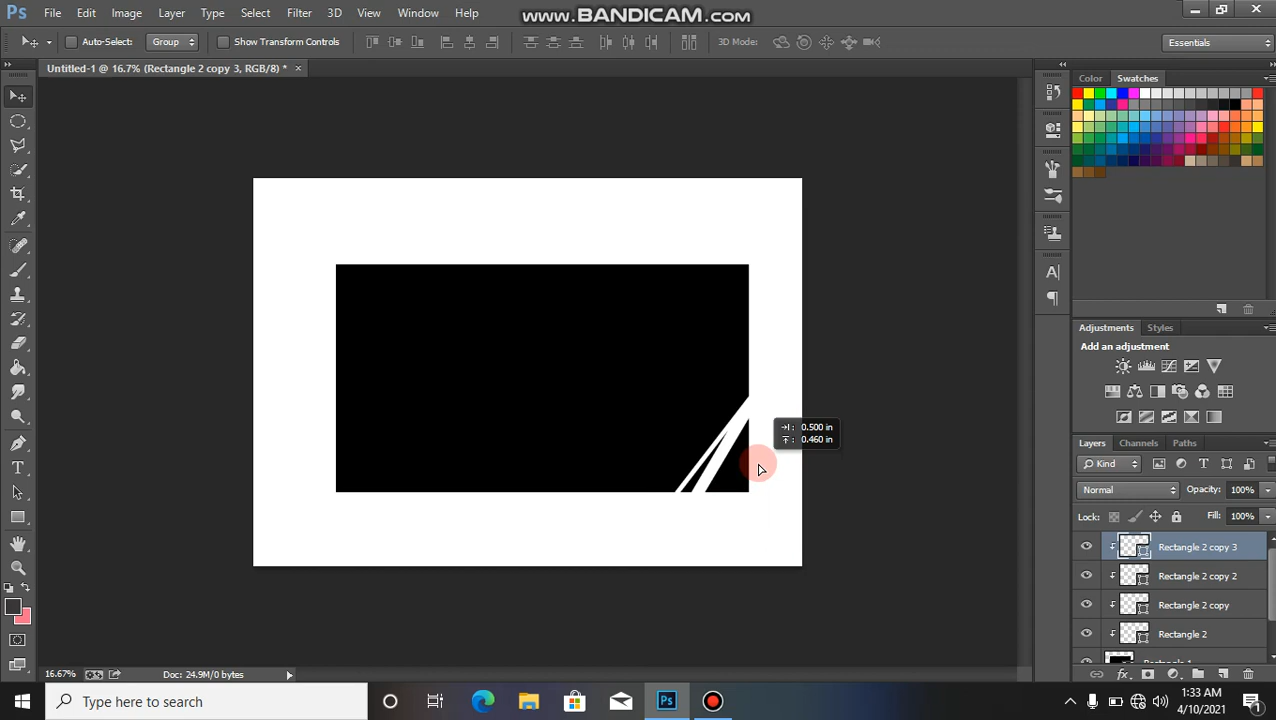 Ps File Edit Image Layer Type Select Filter 3D View Window Help
www.BANDICAM.com
Auto-Select: Group Show Transform Controls 3D Mode: Essentials
Untitled-1 @ 16.7% (Rectangle 2 copy 3, RGB/8) * ×
Color Swatches
Adjustments Styles
Add an adjustment
: 0.500 in
: 0.460 in
Layers Channels Paths
Kind
Normal Opacity: 100%
Lock: Fill: 100%
Rectangle 2 copy 3
Rectangle 2 copy 2
Rectangle 2 copy
Rectangle 2
Rectangle 1
16.67% Doc: 24.9M/0 bytes
Type here to search
Ps
1:33 AM
4/10/2021
1